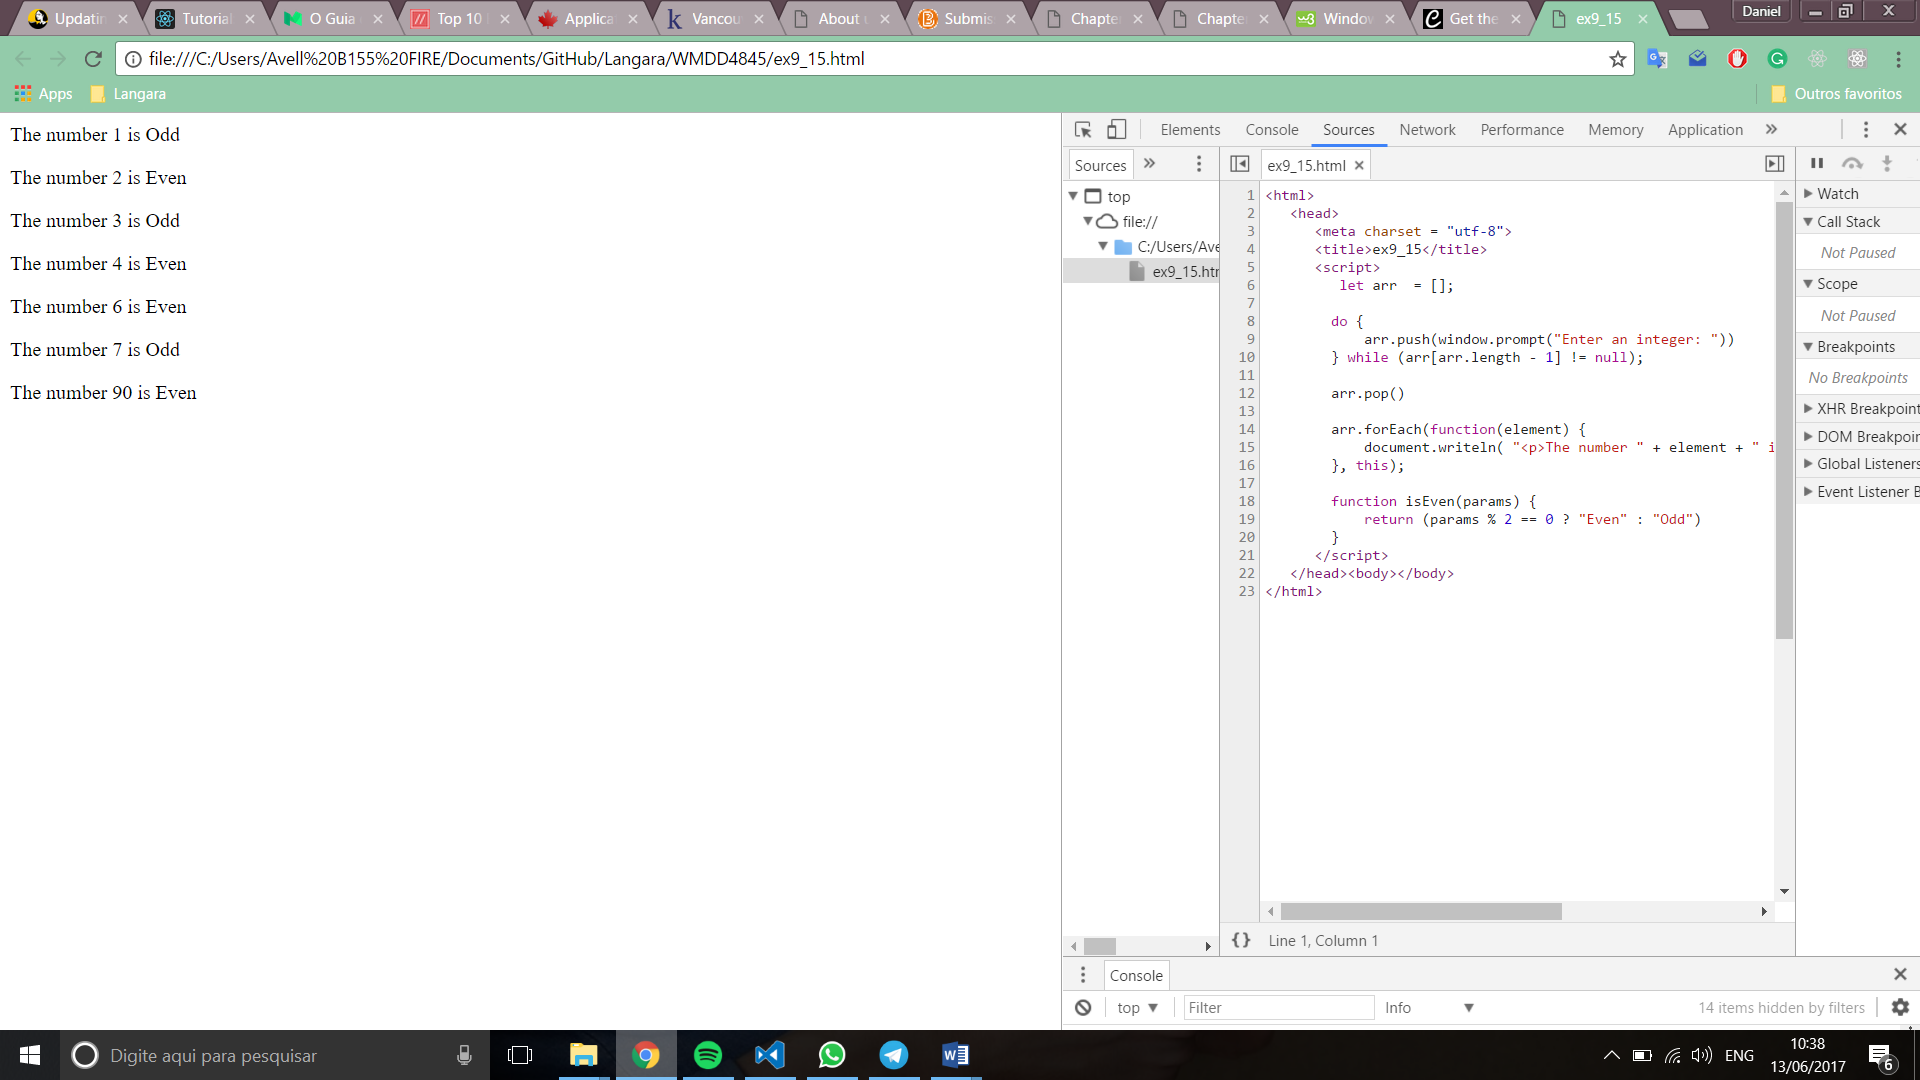 Updatin
Tutorial
O Guia
Top 10
Applica
Vancou
About u
Submis
Chapte
Chapte
Window
Get the
ex9_15
Daniel
file:///C:/Users/Avell%20B155%20FIRE/Documents/GitHub/Langara/WMDD4845/ex9_15.html
Apps
Langara
Outros favoritos
The number 1 is Odd
The number 2 is Even
The number 3 is Odd
The number 4 is Even
The number 6 is Even
The number 7 is Odd
The number 90 is Even
Elements Console Sources Network Performance Memory Application
Sources
top
file://
C:/Users/Ave
ex9_15.htm
ex9_15.html
1 <html>
2 <head>
3 <meta charset = "utf-8">
4 <title>ex9_15</title>
5 <script>
6 let arr  = [];
7
8 do {
9 arr.push(window.prompt("Enter an integer: "))
10 } while (arr[arr.length - 1] != null);
11
12 arr.pop()
13
14 arr.forEach(function(element) {
15 document.writeln( "<p>The number " + element + " i
16 }, this);
17
18 function isEven(params) {
19 return (params % 2 == 0 ? "Even" : "Odd")
20 }
21 </script>
22 </head><body></body>
23 </html>
{} Line 1, Column 1
Watch
Call Stack
Not Paused
Scope
Not Paused
Breakpoints
No Breakpoints
XHR Breakpoint
DOM Breakpoin
Global Listeners
Event Listener B
Console
top
Filter
Info
14 items hidden by filters
Digite aqui para pesquisar
ENG
10:38
13/06/2017
6